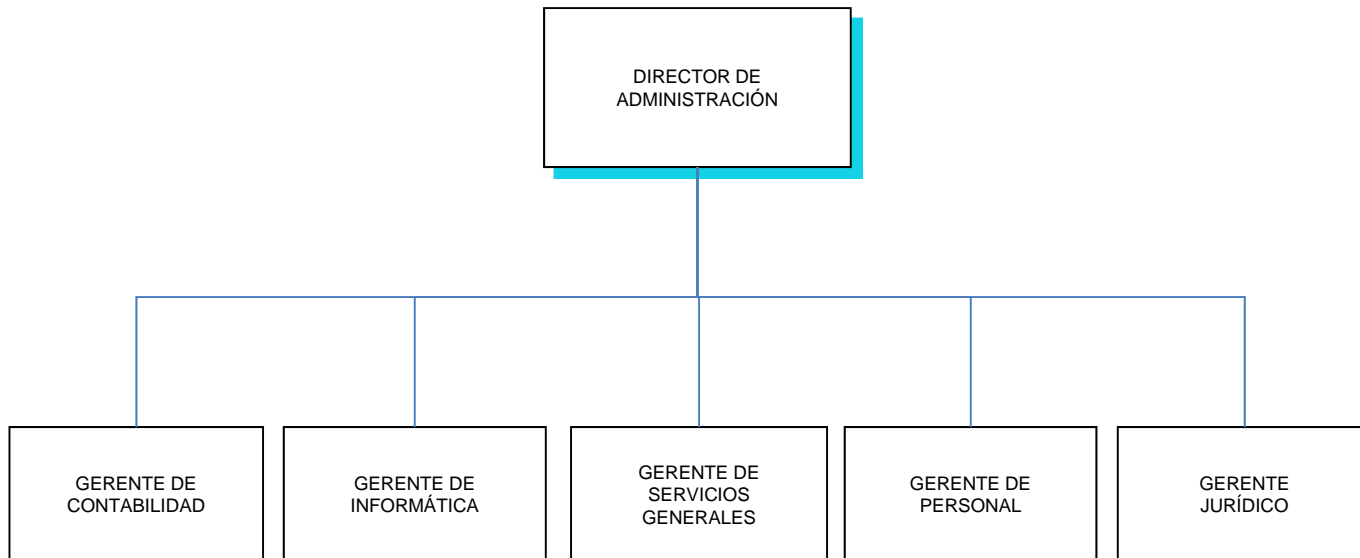 DIRECTOR DE
ADMINISTRACIÓN
GERENTE DE
CONTABILIDAD
GERENTE DE
INFORMÁTICA
GERENTE DE
SERVICIOS
GENERALES
GERENTE DE
PERSONAL
GERENTE
JURÍDICO